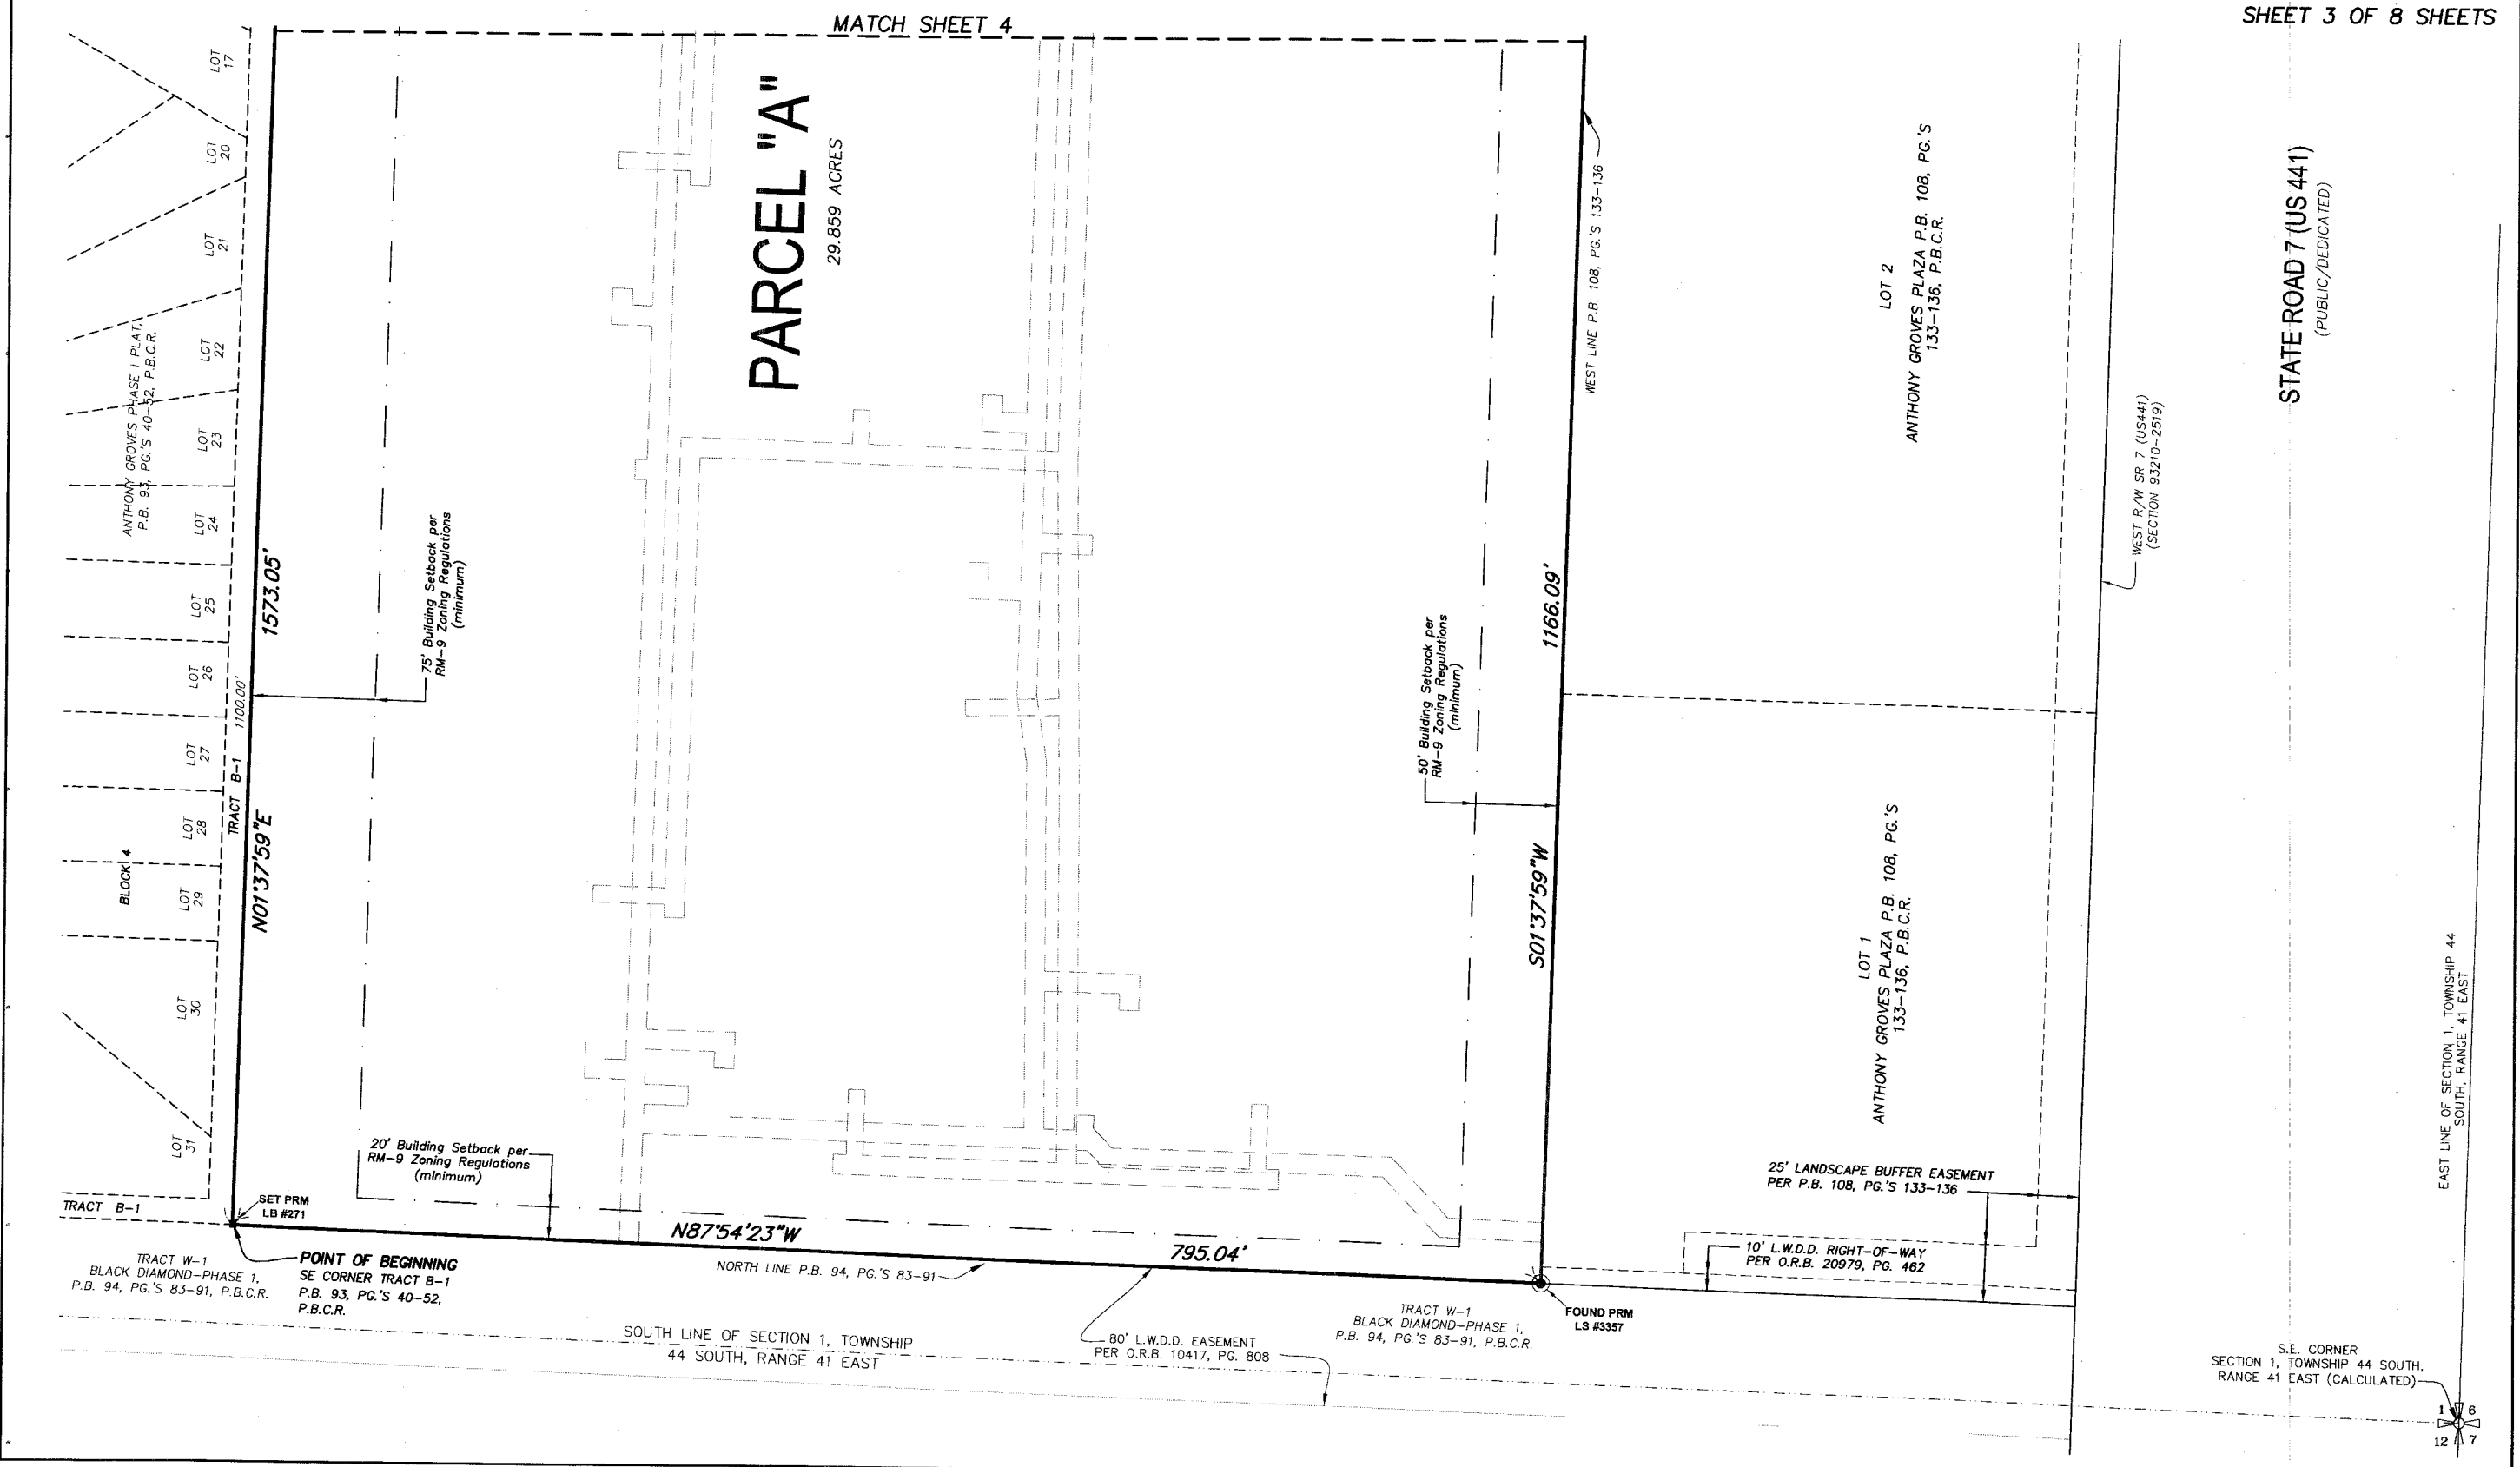 MATCH SHEET 4
SHEET 3 OF 8 SHEETS
LOT
17
LOT
20
LOT
21
LOT
22
LOT
23
LOT
24
LOT
25
LOT
26
LOT
27
LOT
28
LOT
29
LOT
30
LOT
31
ANTHONY GROVES PHASE I PLAT,
P.B. 93, PG.'S 40-52, P.B.C.R.
BLOCK 4
TRACT B-1
1100.00'
1573.05'
N01°37'59"E
75' Building Setback per
RM-9 Zoning Regulations
(minimum)
PARCEL "A"
29.859 ACRES
WEST LINE P.B. 108, PG.'S 133-136
1166.09'
S01°37'59"W
50' Building Setback per
RM-9 Zoning Regulations
(minimum)
LOT 2
ANTHONY GROVES PLAZA P.B. 108, PG.'S
133-136, P.B.C.R.
LOT 1
ANTHONY GROVES PLAZA P.B. 108, PG.'S
133-136, P.B.C.R.
WEST R/W SR 7 (US441)
(SECTION 93210-2519)
STATE ROAD 7 (US 441)
(PUBLIC/DEDICATED)
EAST LINE OF SECTION 1, TOWNSHIP 44
SOUTH, RANGE 41 EAST
20' Building Setback per
RM-9 Zoning Regulations
(minimum)
25' LANDSCAPE BUFFER EASEMENT
PER P.B. 108, PG.'S 133-136
TRACT B-1
SET PRM
LB #271
N87°54'23"W
795.04'
10' L.W.D.D. RIGHT-OF-WAY
PER O.R.B. 20979, PG. 462
TRACT W-1
BLACK DIAMOND-PHASE 1,
P.B. 94, PG.'S 83-91, P.B.C.R.
POINT OF BEGINNING
SE CORNER TRACT B-1
P.B. 93, PG.'S 40-52,
P.B.C.R.
NORTH LINE P.B. 94, PG.'S 83-91
TRACT W-1
BLACK DIAMOND-PHASE 1,
P.B. 94, PG.'S 83-91, P.B.C.R.
FOUND PRM
LS #3357
SOUTH LINE OF SECTION 1, TOWNSHIP
44 SOUTH, RANGE 41 EAST
80' L.W.D.D. EASEMENT
PER O.R.B. 10417, PG. 808
S.E. CORNER
SECTION 1, TOWNSHIP 44 SOUTH,
RANGE 41 EAST (CALCULATED)
1 6
12 7